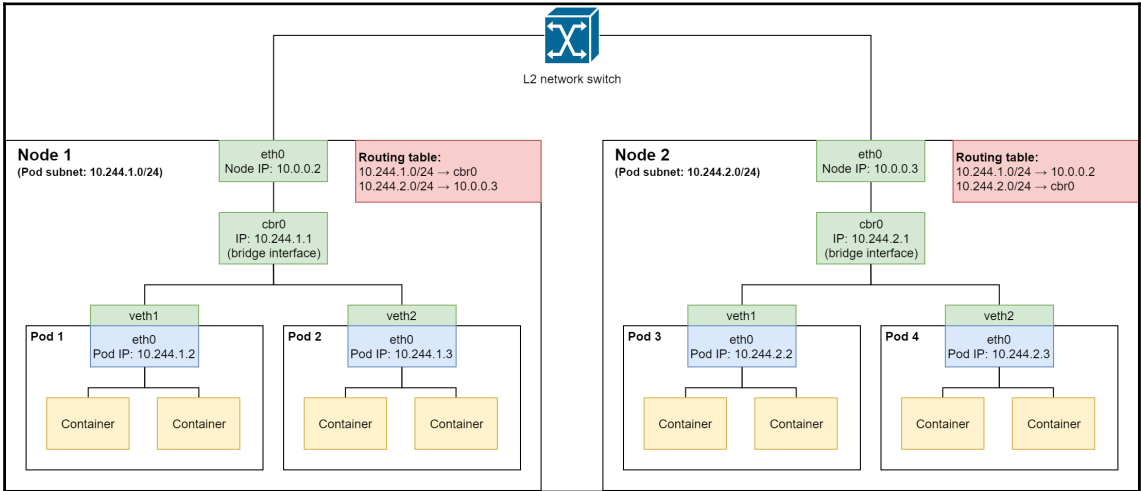 L2 network switch
Node 1
(Pod subnet: 10.244.1.0/24)
eth0
Node IP: 10.0.0.2
Routing table:
10.244.1.0/24 → cbr0
10.244.2.0/24 → 10.0.0.3
cbr0
IP: 10.244.1.1
(bridge interface)
veth1
Pod 1
eth0
Pod IP: 10.244.1.2
Container
Container
veth2
Pod 2
eth0
Pod IP: 10.244.1.3
Container
Container
Node 2
(Pod subnet: 10.244.2.0/24)
eth0
Node IP: 10.0.0.3
Routing table:
10.244.1.0/24 → 10.0.0.2
10.244.2.0/24 → cbr0
cbr0
IP: 10.244.2.1
(bridge interface)
veth1
Pod 3
eth0
Pod IP: 10.244.2.2
Container
Container
veth2
Pod 4
eth0
Pod IP: 10.244.2.3
Container
Container